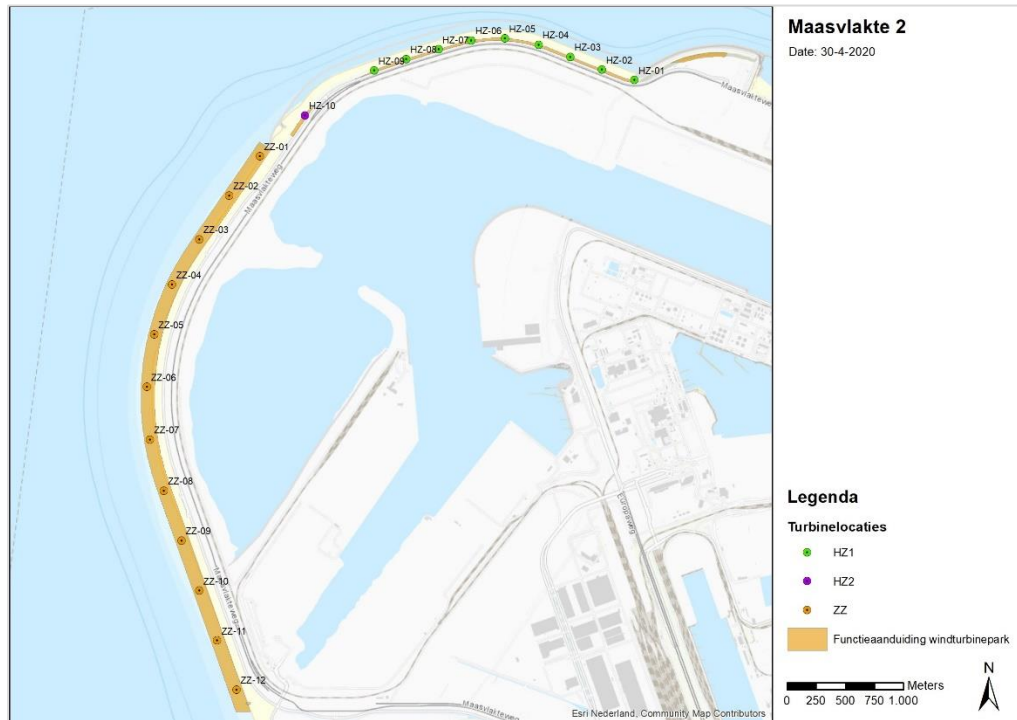 Maasvlakte 2
Date: 30-4-2020
HZ-06
HZ-05
HZ-07
HZ-04
HZ-08
HZ-03
HZ-09
HZ-02
HZ-01
Maasvlakteweg
HZ-10
ZZ-01
Maasvlakteweg
ZZ-02
ZZ-03
ZZ-04
ZZ-05
ZZ-06
ZZ-07
ZZ-08
Europaweg
ZZ-09
ZZ-10
Maasvlakteweg
ZZ-11
ZZ-12
Maasvlakteweg
Esri Nederland, Community Map Contributors
Legenda
Turbinelocaties
HZ1
HZ2
ZZ
Functieaanduiding windturbinepark
Meters
0 250 500 750 1.000
N